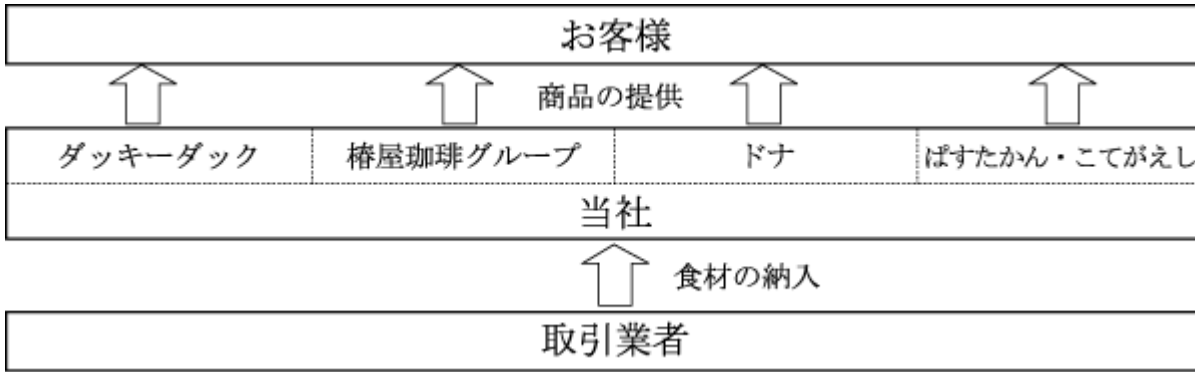 お客様
商品の提供
ダッキーダック
椿屋珈琲グループ
ドナ
ぱすたかん・こてがえし
当社
食材の納入
取引業者